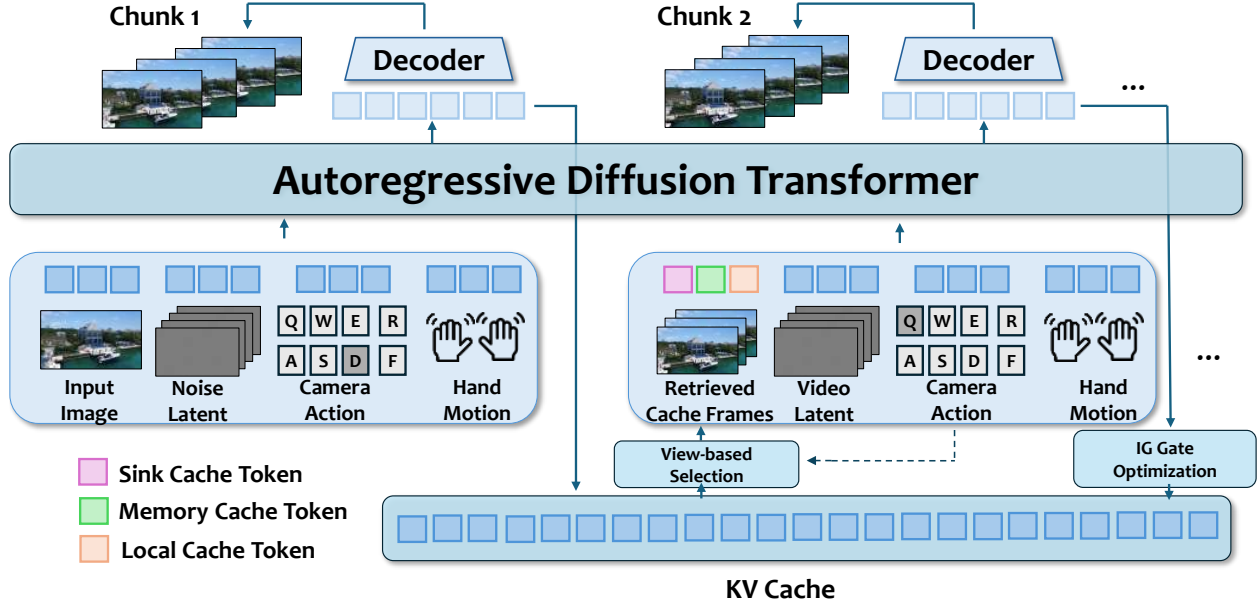 Chunk 1
Decoder
Chunk 2
Decoder
...
Autoregressive Diffusion Transformer
Q W E R
A S D F
Input
Image
Noise
Latent
Camera
Action
Hand
Motion
Q W E R
A S D F
Retrieved
Cache Frames
Video
Latent
Camera
Action
Hand
Motion
...
View-based
Selection
IG Gate
Optimization
Sink Cache Token
Memory Cache Token
Local Cache Token
KV Cache